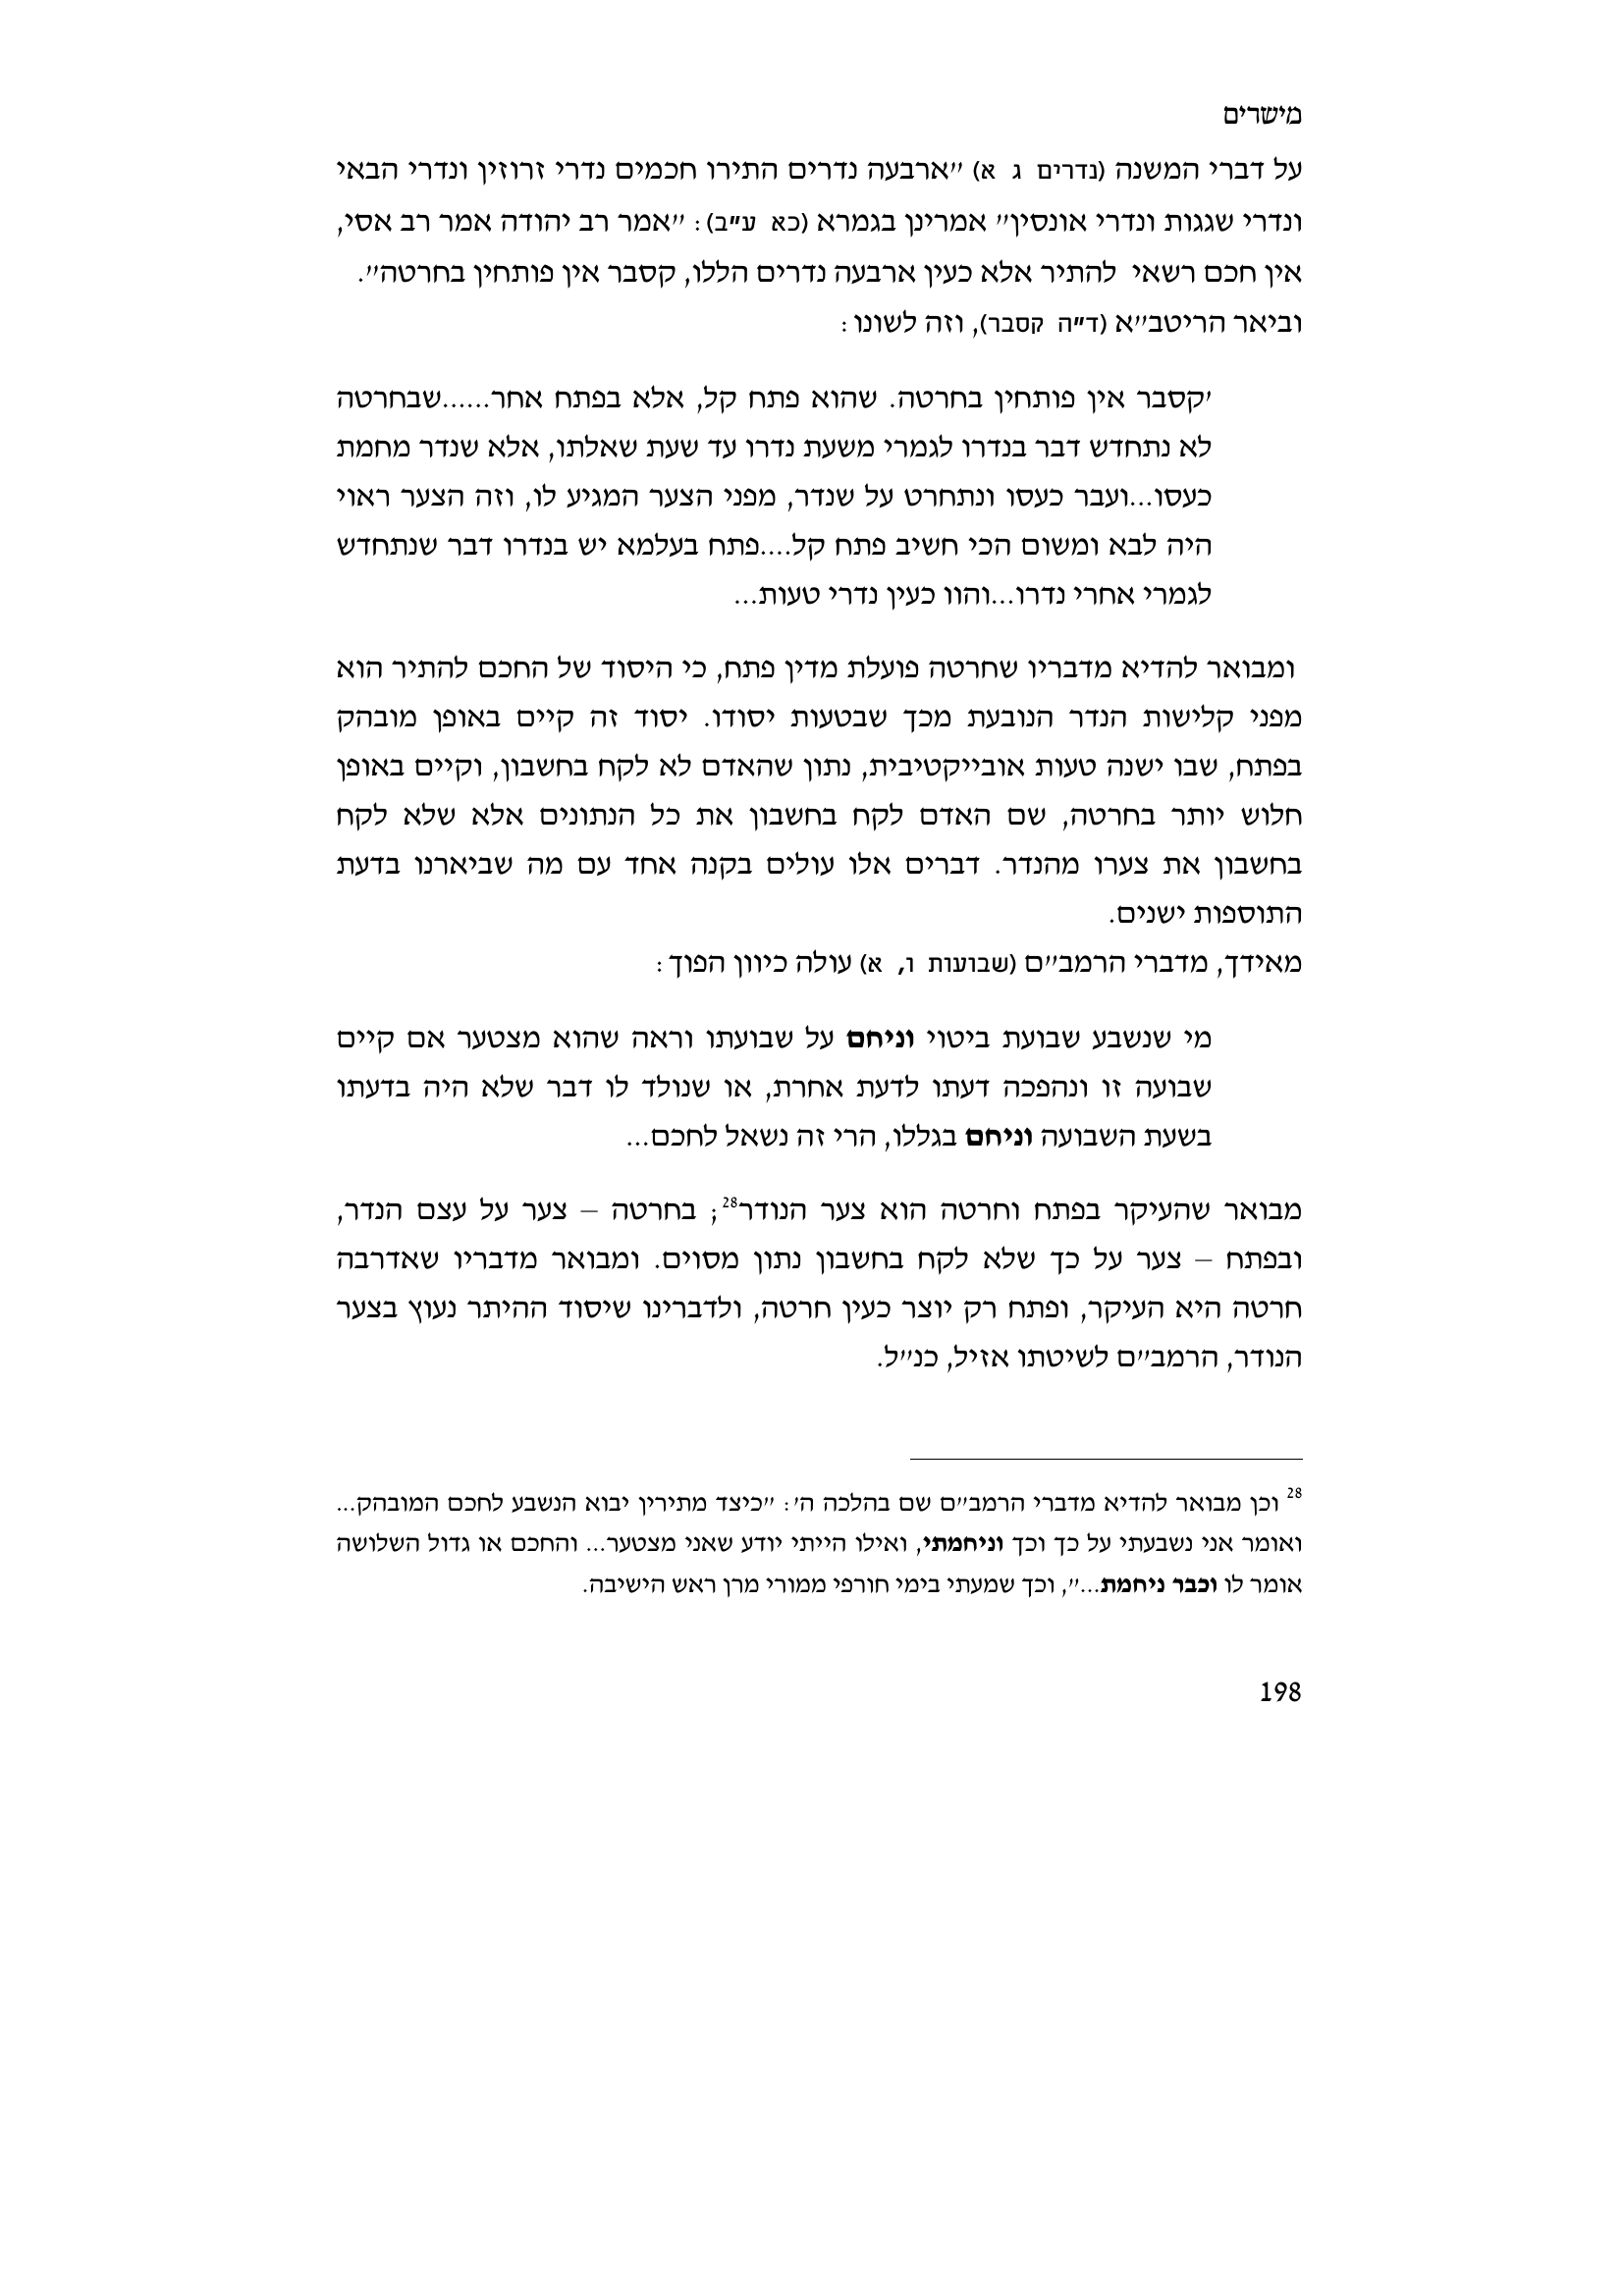 מישרים
על דברי המשנה (נדרים ג א) "ארבעה נדרים התירו חכמים נדרי זרוזין ונדרי הבאי
ונדרי שגגות ונדרי אונסין" אמרינן בגמרא (כא ע"ב): "אמר רב יהודה אמר רב אסי,
אין חכם רשאי להתיר אלא כעין ארבעה נדרים הללו, קסבר אין פותחין בחרטה".
וביאר הריטב"א (ד"ה קסבר), וזה לשונו:
'קסבר אין פותחין בחרטה. שהוא פתח קל, אלא בפתח אחר......שבחרטה
לא נתחדש דבר בנדרו לגמרי משעת נדרו עד שעת שאלתו, אלא שנדר מחמת
כעסו...ועבר כעסו ונתחרט על שנדר, מפני הצער המגיע לו, וזה הצער ראוי
היה לבא ומשום הכי חשיב פתח קל....פתח בעלמא יש בנדרו דבר שנתחדש
לגמרי אחרי נדרו...והוו כעין נדרי טעות...
ומבואר להדיא מדבריו שחרטה פועלת מדין פתח, כי היסוד של החכם להתיר הוא
מפני קלישות הנדר הנובעת מכך שבטעות יסודו. יסוד זה קיים באופן מובהק
בפתח, שבו ישנה טעות אובייקטיבית, נתון שהאדם לא לקח בחשבון, וקיים באופן
חלוש יותר בחרטה, שם האדם לקח בחשבון את כל הנתונים אלא שלא לקח
בחשבון את צערו מהנדר. דברים אלו עולים בקנה אחד עם מה שביארנו בדעת
התוספות ישנים.
מאידך, מדברי הרמב"ם (שבועות ו, א) עולה כיוון הפוך:
מי שנשבע שבועת ביטוי וניחם על שבועתו וראה שהוא מצטער אם קיים
שבועה זו ונהפכה דעתו לדעת אחרת, או שנולד לו דבר שלא היה בדעתו
בשעת השבועה וניחם בגללו, הרי זה נשאל לחכם...
מבואר שהעיקר בפתח וחרטה הוא צער הנודר28; בחרטה – צער על עצם הנדר,
ובפתח – צער על כך שלא לקח בחשבון נתון מסוים. ומבואר מדבריו שאדרבה
חרטה היא העיקר, ופתח רק יוצר כעין חרטה, ולדברינו שיסוד ההיתר נעוץ בצער
הנודר, הרמב"ם לשיטתו אזיל, כנ"ל.
28 וכן מבואר להדיא מדברי הרמב"ם שם בהלכה ה': "כיצד מתירין יבוא הנשבע לחכם המובהק...
ואומר אני נשבעתי על כך וכך וניחמתי, ואילו הייתי יודע שאני מצטער... והחכם או גדול השלושה
אומר לו וכבר ניחמת...", וכך שמעתי בימי חורפי ממורי מרן ראש הישיבה.
198